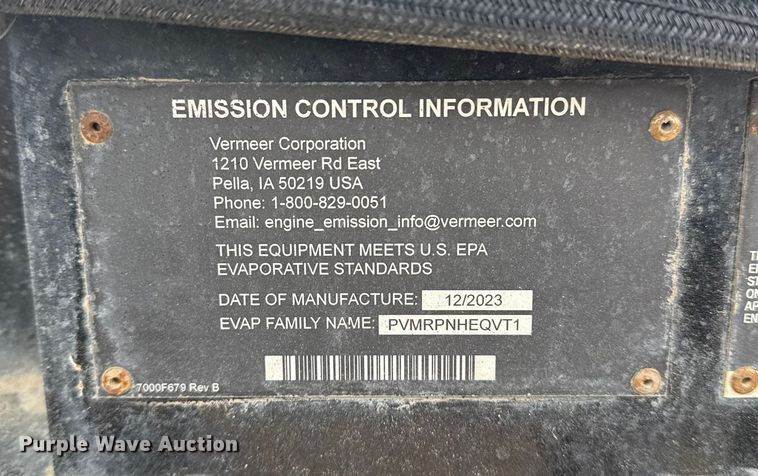 EMISSION CONTROL INFORMATION
Vermeer Corporation
1210 Vermeer Rd East
Pella, IA 50219 USA
Phone: 1-800-829-0051
Email: engine_emission_info@vermeer.com
THIS EQUIPMENT MEETS U.S. EPA
EVAPORATIVE STANDARDS
DATE OF MANUFACTURE: 12/2023
EVAP FAMILY NAME: PVMRPNHEQVT1
7000F679 Rev B
Purple Wave Auction